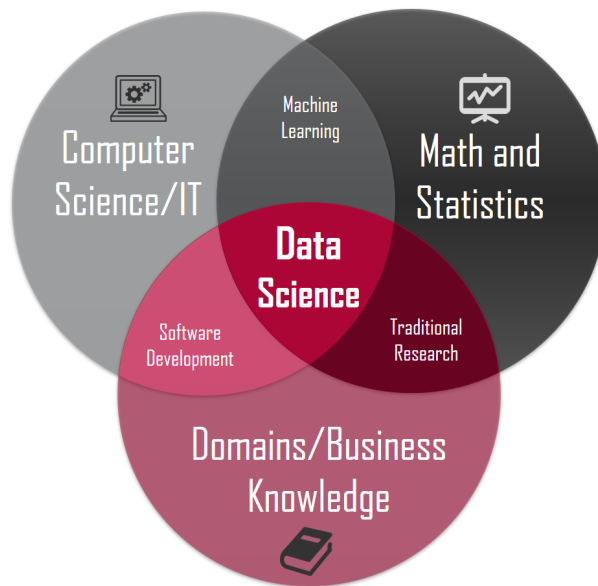 Machine
Learning
Computer
Science/IT
Math and
Statistics
Data
Science
Software
Development
Traditional
Research
Domains/Business
Knowledge